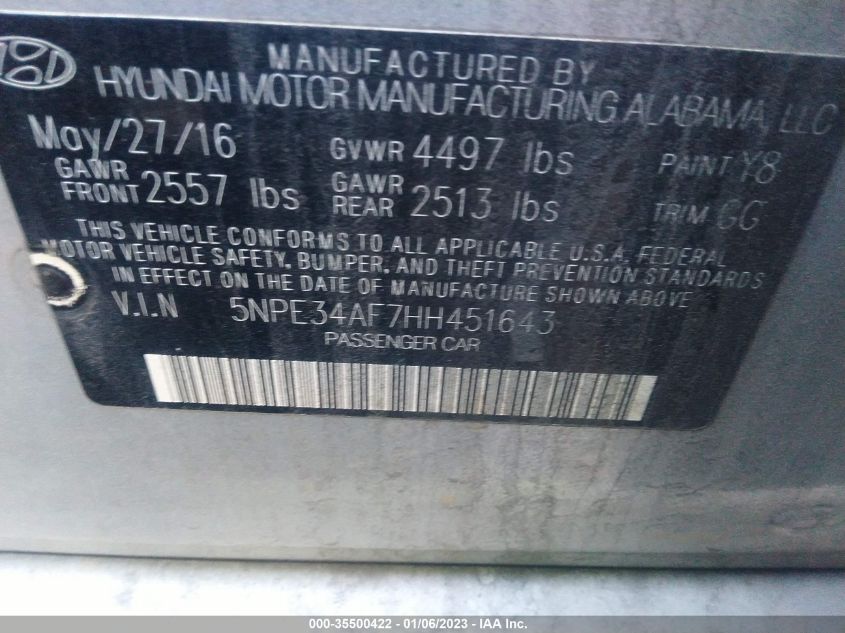 MANUFACTURED BY
HYUNDAI MOTOR MANUFACTURING ALABAMA, LLC
May/27/16 GVWR 4497 lbs PAINT Y8
GAWR FRONT 2557 lbs GAWR REAR 2513 lbs TRIM GG
THIS VEHICLE CONFORMS TO ALL APPLICABLE U.S.A. FEDERAL
MOTOR VEHICLE SAFETY, BUMPER, AND THEFT PREVENTION STANDARDS
IN EFFECT ON THE DATE OF MANUFACTURE SHOWN ABOVE
V.I.N 5NPE34AF7HH451643
PASSENGER CAR
000-35500422 - 01/06/2023 - © IAA Inc.